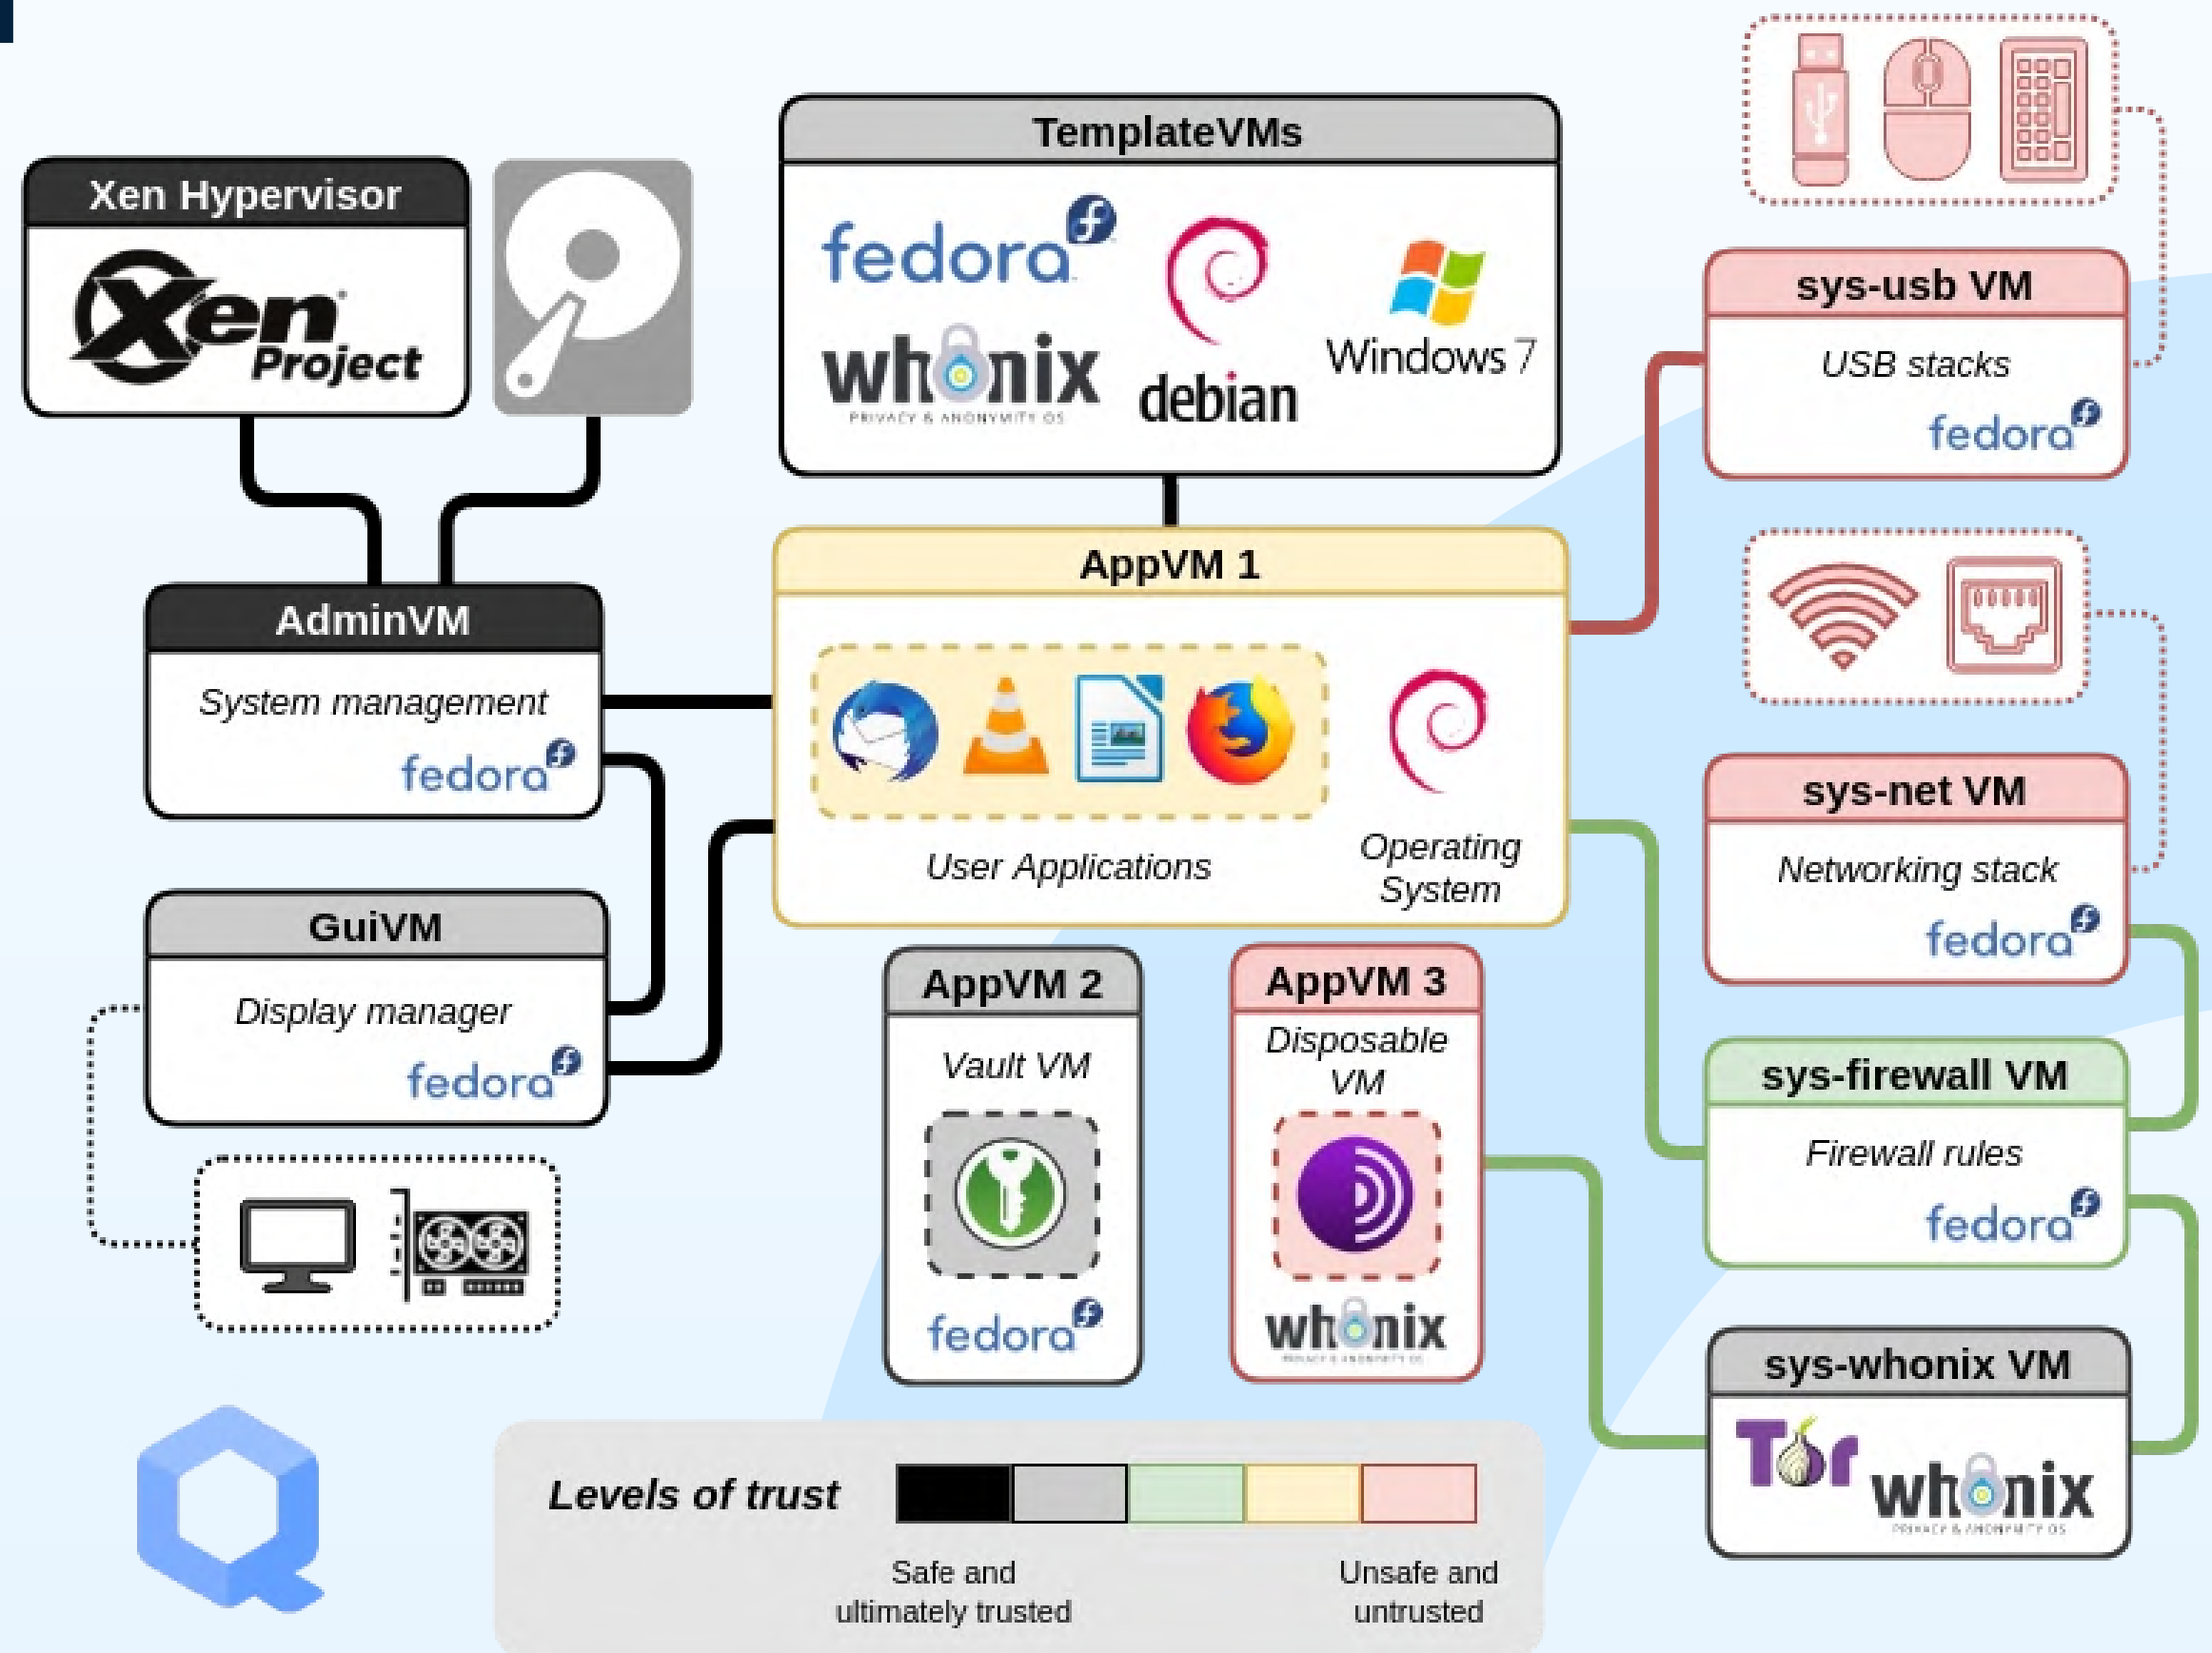 Xen Hypervisor
Xen
Project
TemplateVMs
fedora
whonix
PRIVACY & ANONYMITY OS
debian
Windows 7
sys-usb VM
USB stacks
fedora
AdminVM
System management
fedora
AppVM 1
User Applications
Operating
System
sys-net VM
Networking stack
fedora
GuiVM
Display manager
fedora
AppVM 2
Vault VM
fedora
AppVM 3
Disposable
VM
whonix
PRIVACY & ANONYMITY OS
sys-firewall VM
Firewall rules
fedora
sys-whonix VM
Tor
whonix
PRIVACY & ANONYMITY OS
Levels of trust
Safe and
ultimately trusted
Unsafe and
untrusted